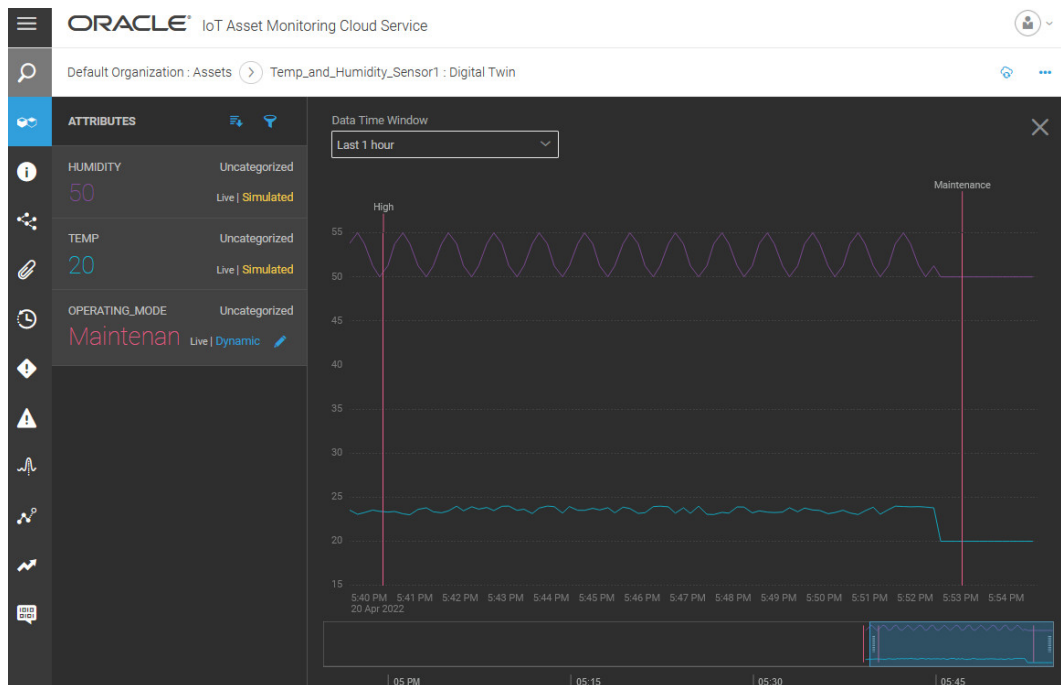 ORACLE® IoT Asset Monitoring Cloud Service
Default Organization : Assets Temp_and_Humidity_Sensor1 : Digital Twin
ATTRIBUTES
HUMIDITY Uncategorized
50 Live | Simulated
TEMP Uncategorized
20 Live | Simulated
OPERATING_MODE Uncategorized
Maintenan Live | Dynamic
Data Time Window
Last 1 hour
Maintenance
High
55
50
45
40
35
30
25
20
15
5:40 PM 5:41 PM 5:42 PM 5:43 PM 5:44 PM 5:45 PM 5:46 PM 5:47 PM 5:48 PM 5:49 PM 5:50 PM 5:51 PM 5:52 PM 5:53 PM 5:54 PM
20 Apr 2022
05 PM 05:15 05:30 05:45